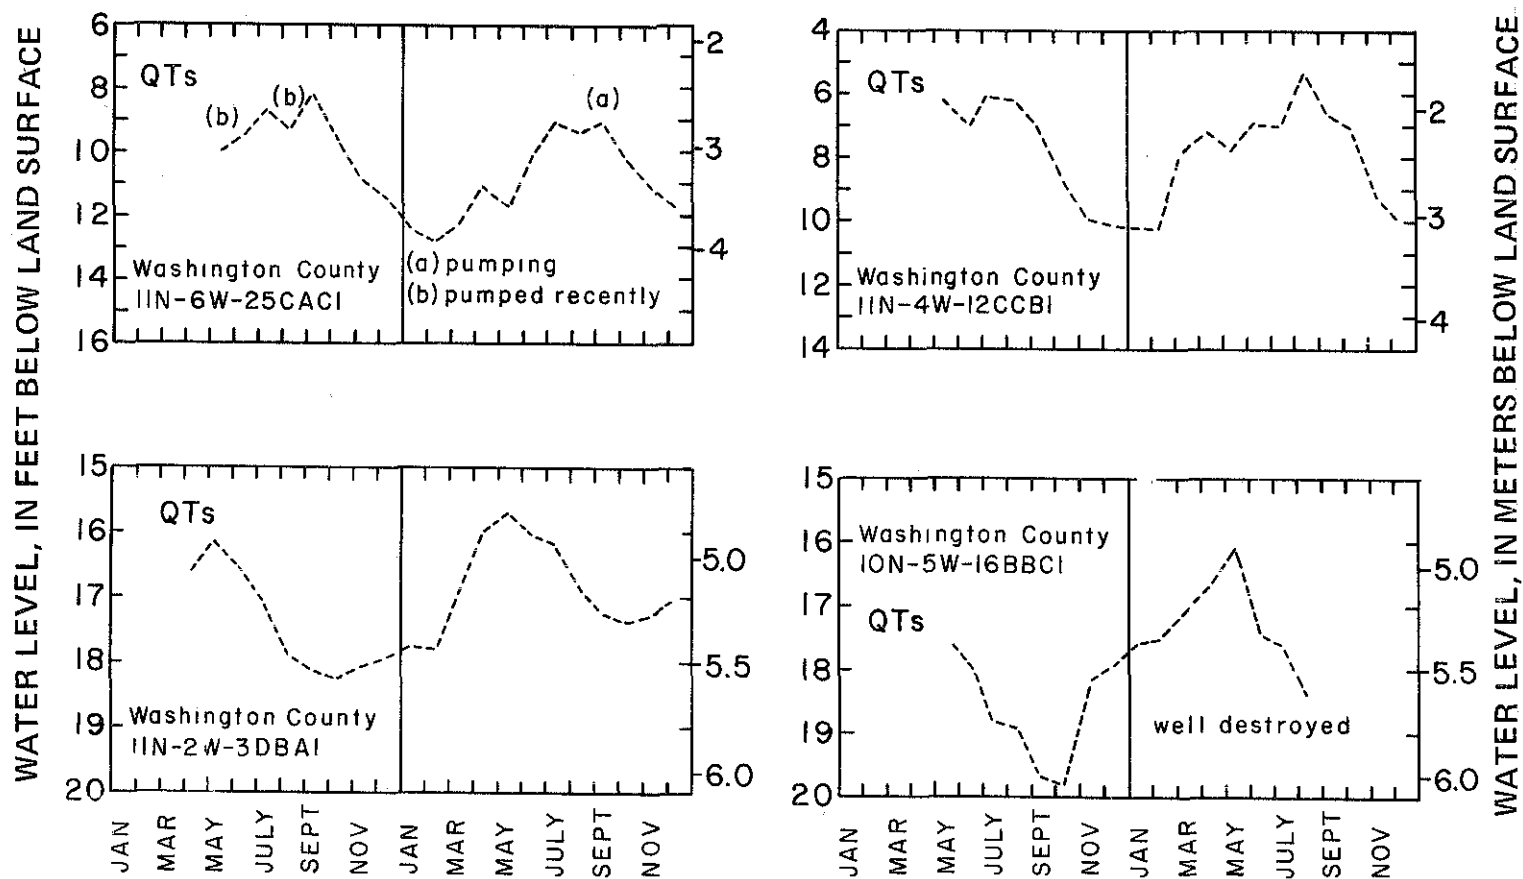 WATER LEVEL, IN FEET BELOW LAND SURFACE
6
8
10
12
14
16
QTs
(b)
(b)
(a)
Washington County
11N-6W-25CAC1
(a) pumping
(b) pumped recently
2
3
4
4
6
8
10
12
14
QTs
Washington County
11N-4W-12CCB1
2
3
4
15
16
17
18
19
20
QTs
Washington County
11N-2W-3DBA1
5.0
5.5
6.0
JAN
MAR
MAY
JULY
SEPT
NOV
JAN
MAR
MAY
JULY
SEPT
NOV
15
16
17
18
19
20
Washington County
10N-5W-16BBC1
QTs
well destroyed
5.0
5.5
6.0
JAN
MAR
MAY
JULY
SEPT
NOV
JAN
MAR
MAY
JULY
SEPT
NOV
WATER LEVEL, IN METERS BELOW LAND SURFACE